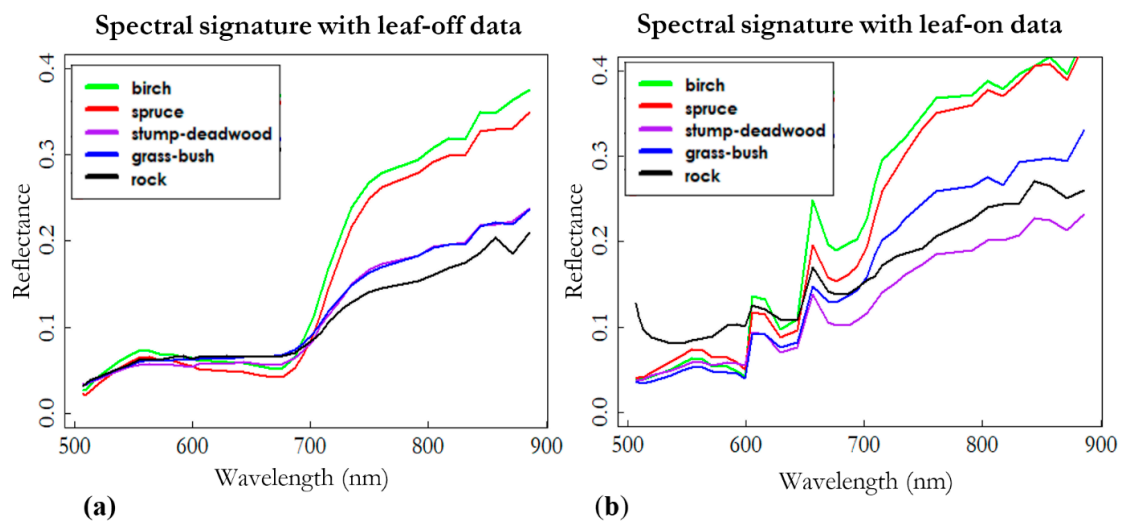 Spectral signature with leaf-off data
0.4
0.3
0.2
0.1
0.0
Reflectance
birch
spruce
stump-deadwood
grass-bush
rock
500
600
700
800
900
Wavelength (nm)
(a)
Spectral signature with leaf-on data
0.4
0.3
0.2
0.1
0.0
Reflectance
birch
spruce
stump-deadwood
grass-bush
rock
500
600
700
800
900
Wavelength (nm)
(b)